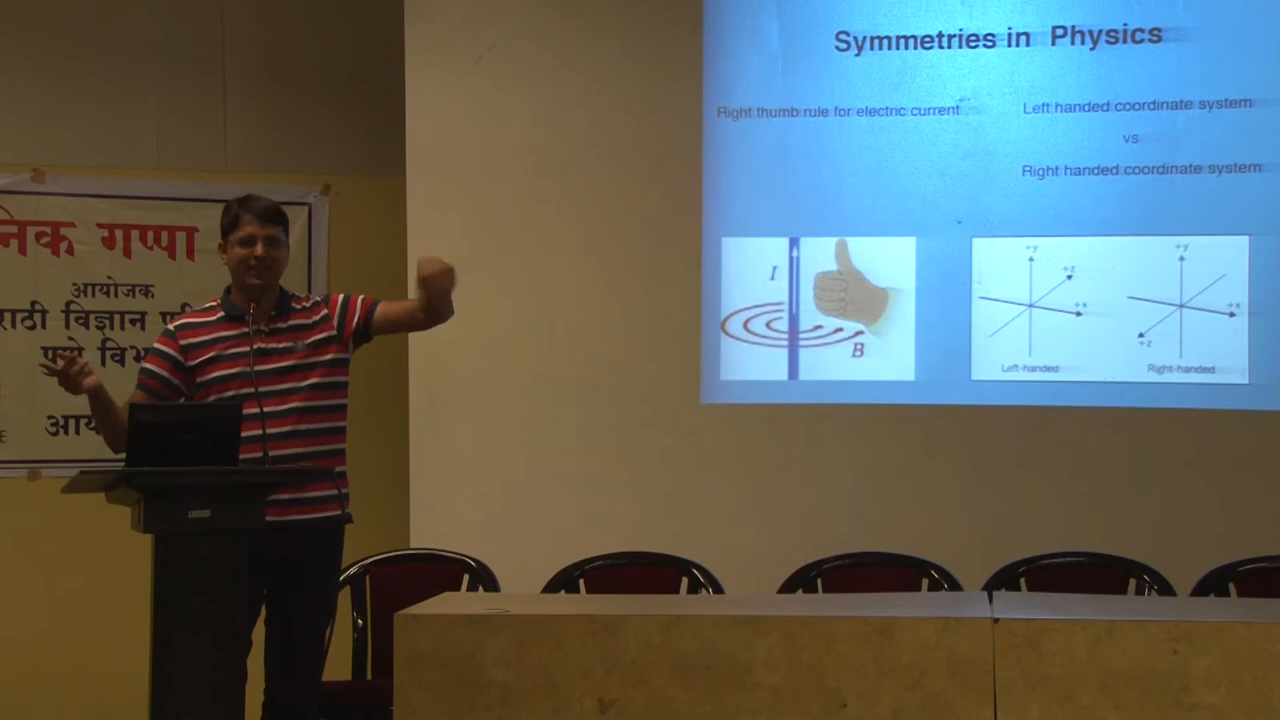 Symmetries in Physics
Right thumb rule for electric current
Left handed coordinate system
vs
Right handed coordinate system
I
B
+y
+z
+x
Left-handed
+y
+x
+z
Right-handed
गप्पा
आयोजक
विज्ञान